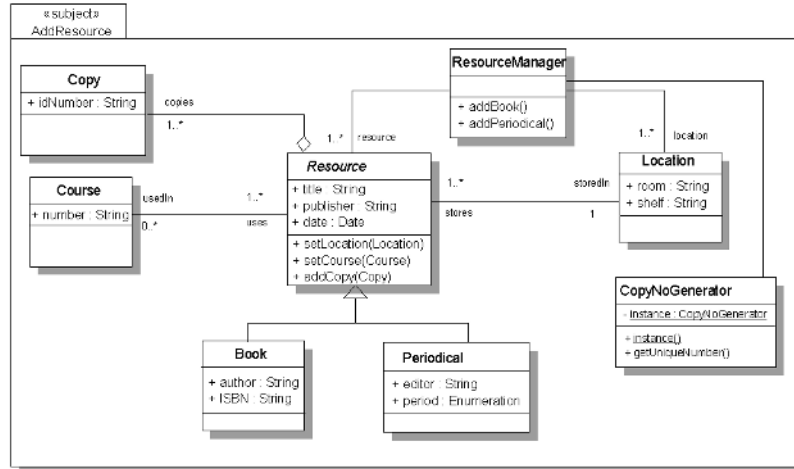 «subject»
AddResource
Copy
+ idNumber : String
copies
1..*
ResourceManager
+ addBook()
+ addPeriodical()
1..*
resource
1..*
location
Resource
+ title : String
+ publisher : String
+ date : Date
+ setLocation(Location)
+ setCourse(Course)
+ addCopy(Copy)
Course
+ number : String
usedIn
0..*
1..*
uses
1..*
stores
storedIn
1
Location
+ room : String
+ shelf : String
CopyNoGenerator
- instance : CopyNoGenerator
+ instance()
+ getUniqueNumber()
Book
+ author : String
+ ISBN : String
Periodical
+ editor : String
+ period : Enumeration